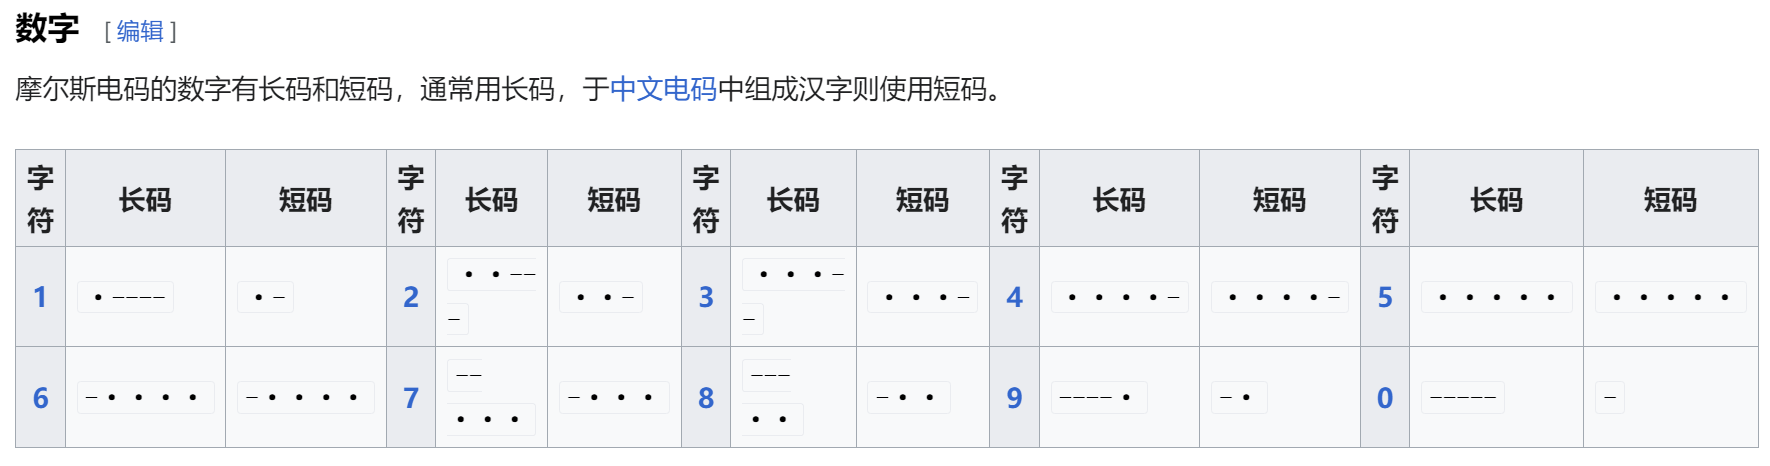 数字 [ 编辑 ]
摩尔斯电码的数字有长码和短码，通常用长码，于中文电码中组成汉字则使用短码。
字符 长码 短码 字符 长码 短码 字符 长码 短码 字符 长码 短码 字符 长码 短码
1 •−−−− •− 2 ••−−− ••− 3 •••−− •••− 4 ••••− ••••− 5 ••••• •••••
6 −•••• −•••• 7 −−••• −••• 8 −−−•• −•• 9 −−−−• −• 0 −−−−− −